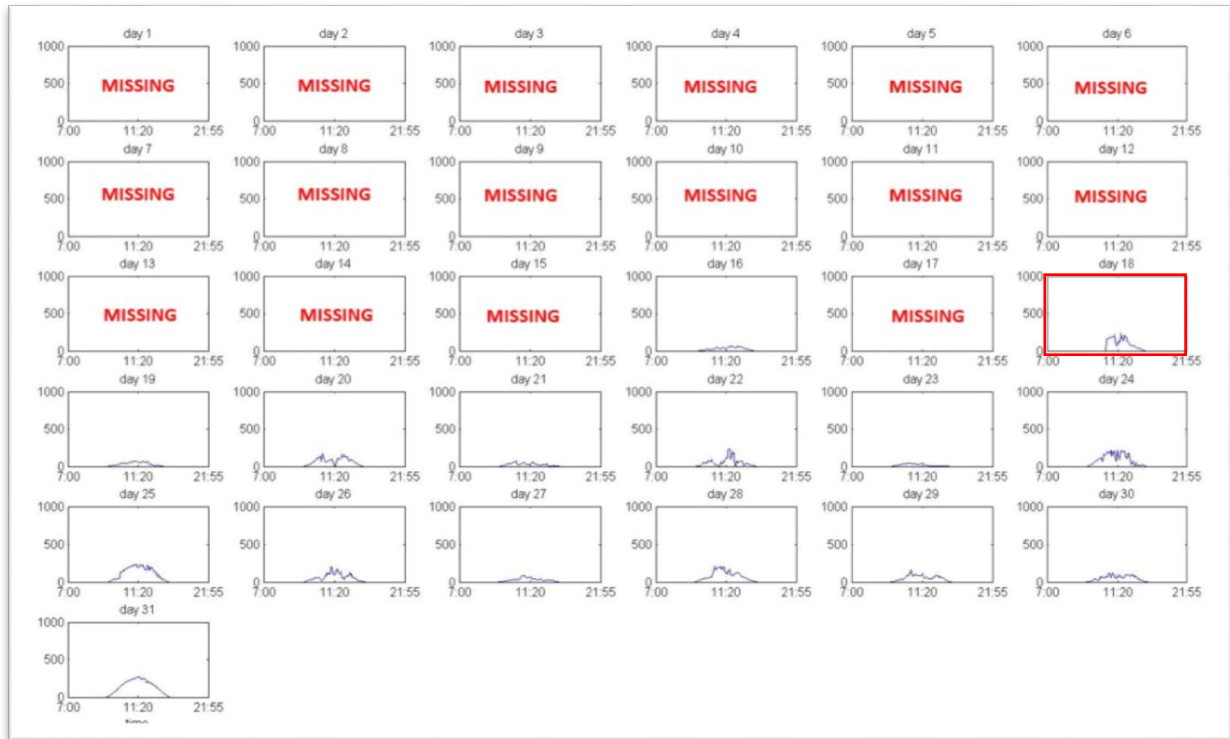 day 1 day 2 day 3 day 4 day 5 day 6
1000 1000 1000 1000 1000 1000
500 MISSING 500 MISSING 500 MISSING 500 MISSING 500 MISSING 500 MISSING
0 0 0 0 0 0
7:00 11:20 21:55 7:00 11:20 21:55 7:00 11:20 21:55 7:00 11:20 21:55 7:00 11:20 21:55 7:00 11:20 21:55
day 7 day 8 day 9 day 10 day 11 day 12
1000 1000 1000 1000 1000 1000
500 MISSING 500 MISSING 500 MISSING 500 MISSING 500 MISSING 500 MISSING
0 0 0 0 0 0
7:00 11:20 21:55 7:00 11:20 21:55 7:00 11:20 21:55 7:00 11:20 21:55 7:00 11:20 21:55 7:00 11:20 21:55
day 13 day 14 day 15 day 16 day 17 day 18
1000 1000 1000 1000 1000 1000
500 MISSING 500 MISSING 500 MISSING 500 500 MISSING 500
0 0 0 0 0 0
7:00 11:20 21:55 7:00 11:20 21:55 7:00 11:20 21:55 7:00 11:20 21:55 7:00 11:20 21:55 7:00 11:20 21:55
day 19 day 20 day 21 day 22 day 23 day 24
1000 1000 1000 1000 1000 1000
500 500 500 500 500 500
0 0 0 0 0 0
7:00 11:20 21:55 7:00 11:20 21:55 7:00 11:20 21:55 7:00 11:20 21:55 7:00 11:20 21:55 7:00 11:20 21:55
day 25 day 26 day 27 day 28 day 29 day 30
1000 1000 1000 1000 1000 1000
500 500 500 500 500 500
0 0 0 0 0 0
7:00 11:20 21:55 7:00 11:20 21:55 7:00 11:20 21:55 7:00 11:20 21:55 7:00 11:20 21:55 7:00 11:20 21:55
day 31
1000
500
0
7:00 11:20 21:55